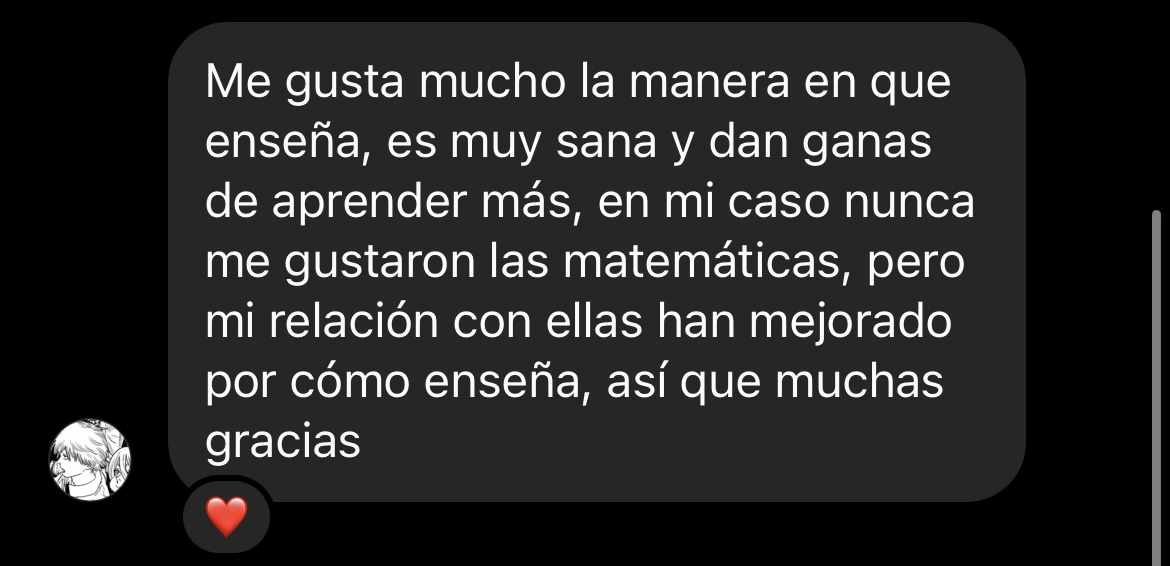 Me gusta mucho la manera en que
enseña, es muy sana y dan ganas
de aprender más, en mi caso nunca
me gustaron las matemáticas, pero
mi relación con ellas han mejorado
por cómo enseña, así que muchas
gracias